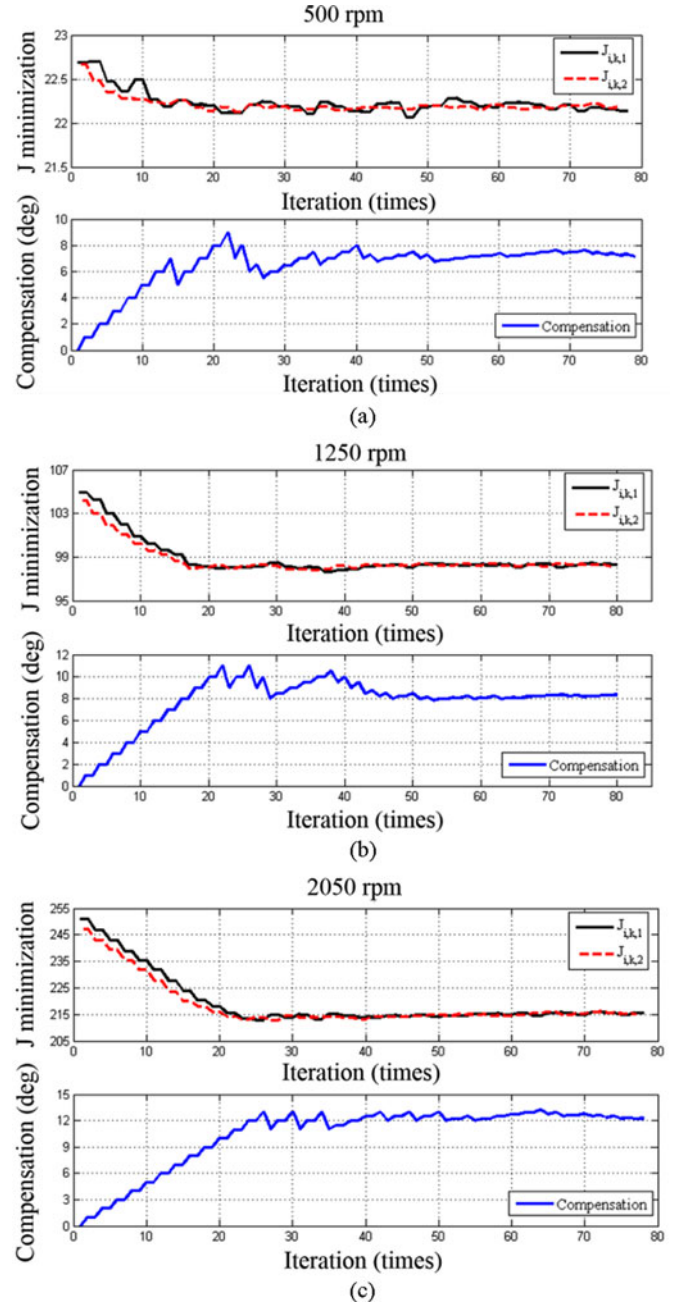 500 rpm
23
22.5
22
21.5
J minimization
J i,k,1
J i,k,2
0 10 20 30 40 50 60 70 80
Iteration (times)
10
8
6
4
2
0
Compensation (deg)
Compensation
0 10 20 30 40 50 60 70 80
Iteration (times)
(a)
1250 rpm
107
103
99
95
J minimization
J i,k,1
J i,k,2
0 10 20 30 40 50 60 70 80
Iteration (times)
12
10
8
6
4
2
0
Compensation (deg)
Compensation
0 10 20 30 40 50 60 70 80
Iteration (times)
(b)
2050 rpm
255
245
235
225
215
205
J minimization
J i,k,1
J i,k,2
0 10 20 30 40 50 60 70 80
Iteration (times)
15
12
9
6
3
0
Compensation (deg)
Compensation
0 10 20 30 40 50 60 70 80
Iteration (times)
(c)